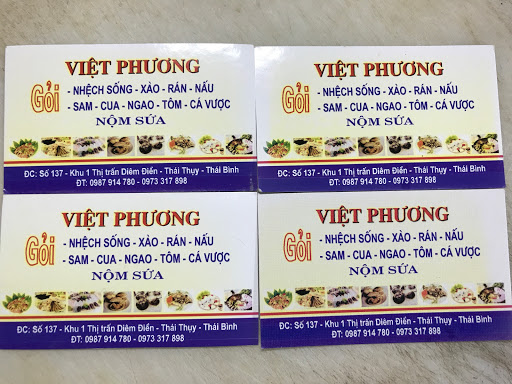 VIỆT PHƯƠNG
Gỏi
- NHỆCH SỐNG - XÀO - RÁN - NẤU
- SAM - CUA - NGAO - TÔM - CÁ VƯỢC
NỘM SỨA
ĐC: Số 137 - Khu 1 Thị trấn Diêm Điền - Thái Thụy - Thái Bình
ĐT: 0987 914 780 - 0973 317 898
VIỆT PHƯƠNG
Gỏi
- NHỆCH SỐNG - XÀO - RÁN - NẤU
- SAM - CUA - NGAO - TÔM - CÁ VƯỢC
NỘM SỨA
ĐC: Số 137 - Khu 1 Thị trấn Diêm Điền - Thái Thụy - Thái Bình
ĐT: 0987 914 780 - 0973 317 898
VIỆT PHƯƠNG
Gỏi
- NHỆCH SỐNG - XÀO - RÁN - NẤU
- SAM - CUA - NGAO - TÔM - CÁ VƯỢC
NỘM SỨA
ĐC: Số 137 - Khu 1 Thị trấn Diêm Điền - Thái Thụy - Thái Bình
ĐT: 0987 914 780 - 0973 317 898
VIỆT PHƯƠNG
Gỏi
- NHỆCH SỐNG - XÀO - RÁN - NẤU
- SAM - CUA - NGAO - TÔM - CÁ VƯỢC
NỘM SỨA
ĐC: Số 137 - Khu 1 Thị trấn Diêm Điền - Thái Thụy - Thái Bình
ĐT: 0987 914 780 - 0973 317 898